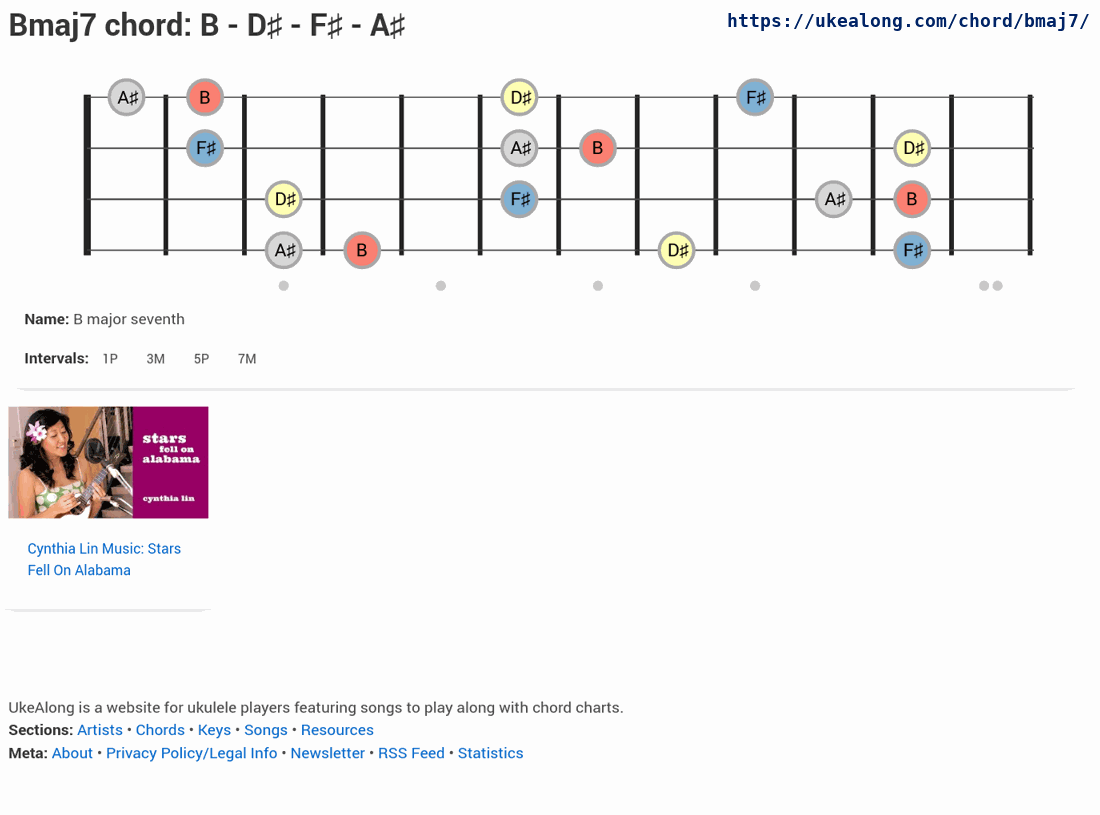 Bmaj7 chord: B - D♯ - F♯ - A♯
https://ukealong.com/chord/bmaj7/
A♯ B D♯ F♯
F♯ A♯ B D♯
D♯ F♯ A♯ B
A♯ B D♯ F♯
Name: B major seventh
Intervals: 1P 3M 5P 7M
stars
fell on
alabama
cynthia lin
Cynthia Lin Music: Stars
Fell On Alabama
UkeAlong is a website for ukulele players featuring songs to play along with chord charts.
Sections: Artists • Chords • Keys • Songs • Resources
Meta: About • Privacy Policy/Legal Info • Newsletter • RSS Feed • Statistics